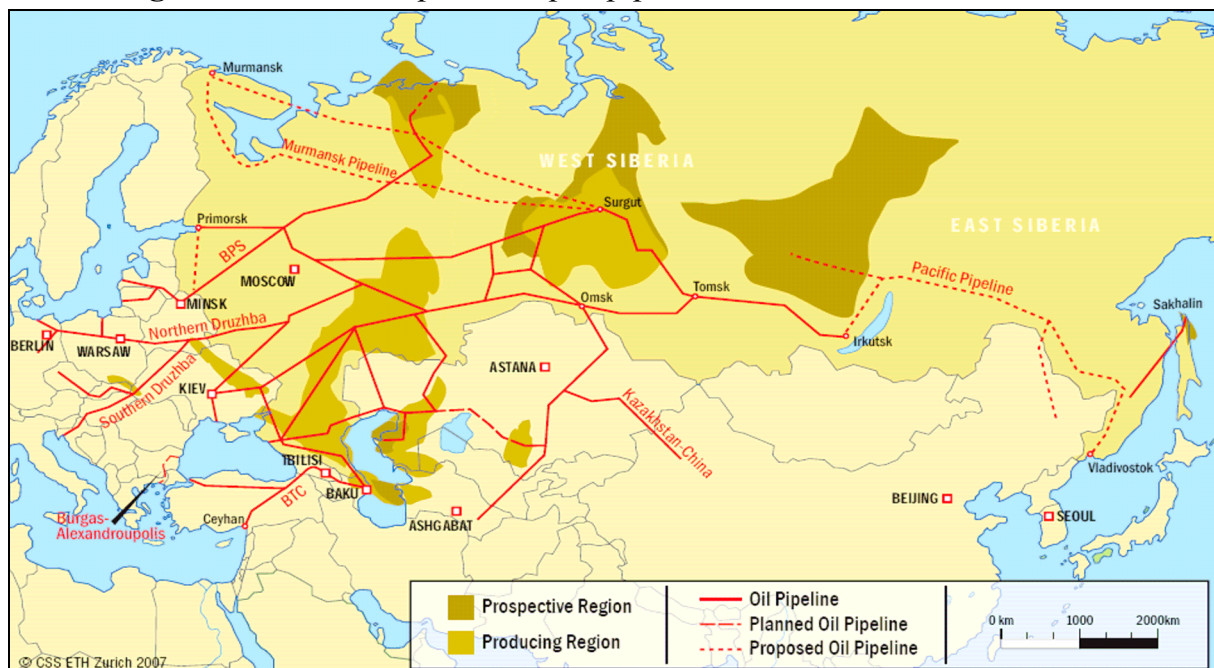 Murmansk
Murmansk Pipeline
WEST SIBERIA
Surgut
EAST SIBERIA
Primorsk
BPS
MOSCOW
Pacific Pipeline
Sakhalin
MINSK
Omsk
Tomsk
Northern Druzhba
BERLIN
WARSAW
Irkutsk
ASTANA
KIEV
Southern Druzhba
Kazakhstan-China
TBILISI
Vladivostok
BAKU
BTC
BEIJING
Ceyhan
ASHGABAT
SEOUL
Burgas-
Alexandroupolis
Prospective Region
Producing Region
Oil Pipeline
Planned Oil Pipeline
Proposed Oil Pipeline
0 km 1000 2000km
© CSS ETH Zurich 2007